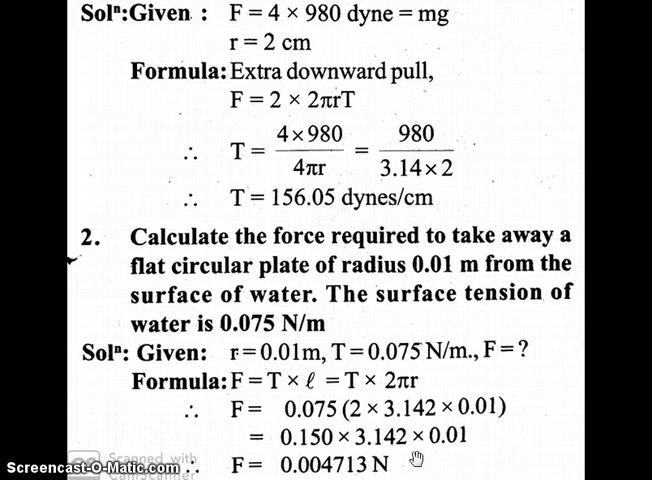 Solⁿ: Given : F = 4 × 980 dyne = mg
r = 2 cm
Formula: Extra downward pull,
F = 2 × 2πrT
∴ T = 4×980 / 4πr = 980 / 3.14×2
∴ T = 156.05 dynes/cm
2. Calculate the force required to take away a
flat circular plate of radius 0.01 m from the
surface of water. The surface tension of
water is 0.075 N/m
Solⁿ: Given: r = 0.01m, T = 0.075 N/m., F = ?
Formula: F = T × ℓ = T × 2πr
∴ F = 0.075 (2 × 3.142 × 0.01)
= 0.150 × 3.142 × 0.01
∴ F = 0.004713 N
Scanned with
CamScanner
Screencast-O-Matic.com